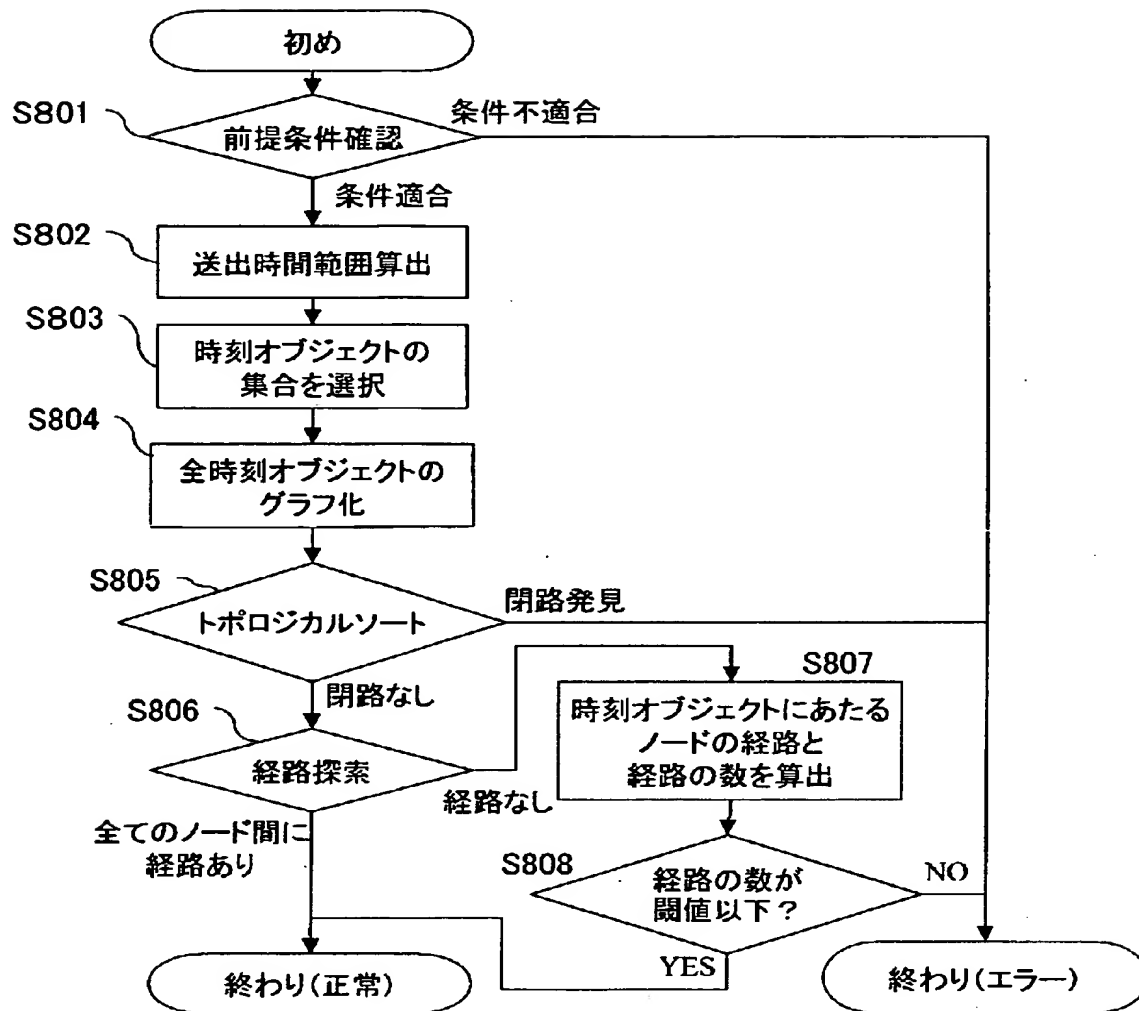 初め
S801
前提条件確認
条件不適合
条件適合
S802
送出時間範囲算出
S803
時刻オブジェクトの
集合を選択
S804
全時刻オブジェクトの
グラフ化
S805
トポロジカルソート
閉路発見
閉路なし
S806
経路探索
経路なし
全てのノード間に
経路あり
S807
時刻オブジェクトにあたる
ノードの経路と
経路の数を算出
S808
経路の数が
閾値以下？
NO
YES
終わり(正常)
終わり(エラー)